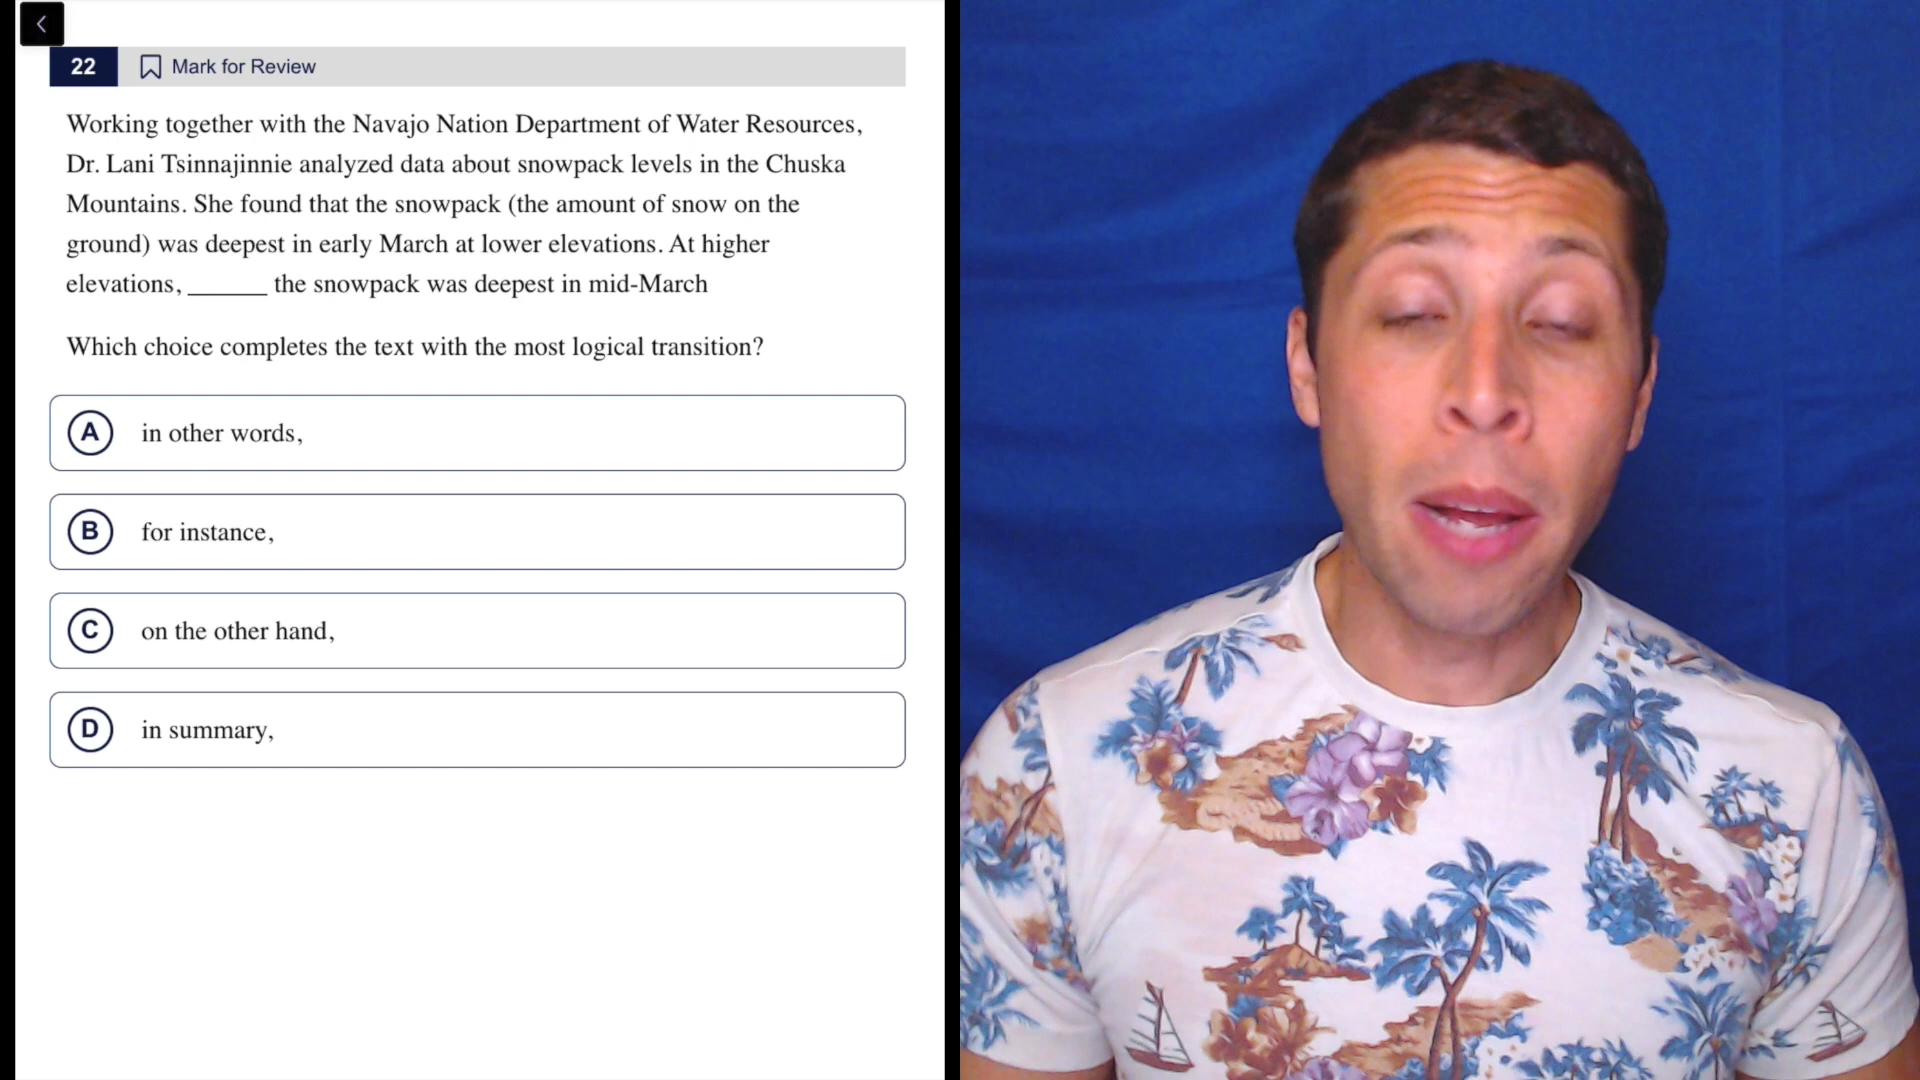 22 Mark for Review
Working together with the Navajo Nation Department of Water Resources,
Dr. Lani Tsinnajinnie analyzed data about snowpack levels in the Chuska
Mountains. She found that the snowpack (the amount of snow on the
ground) was deepest in early March at lower elevations. At higher
elevations, ______ the snowpack was deepest in mid-March
Which choice completes the text with the most logical transition?
A in other words,
B for instance,
C on the other hand,
D in summary,